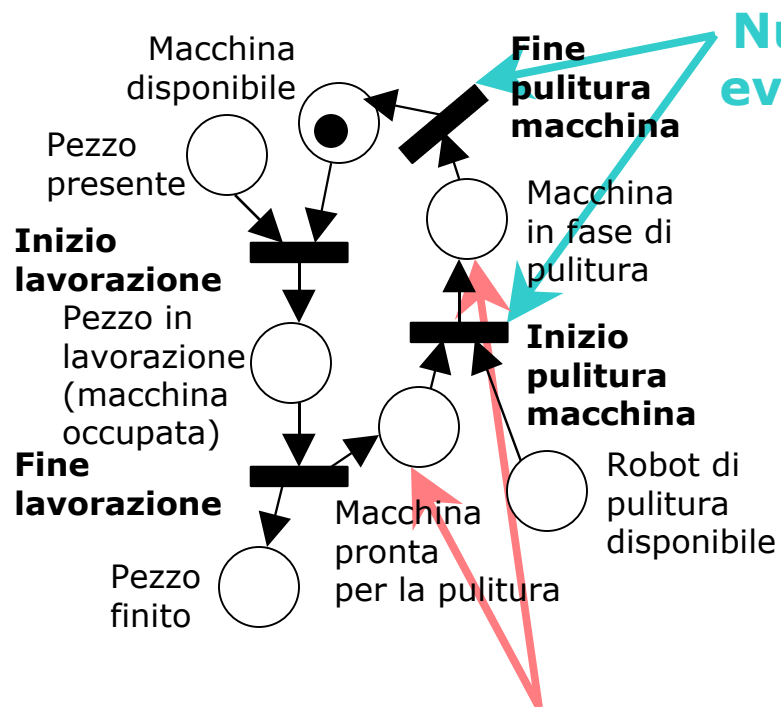 Macchina
disponibile
Fine
pulitura
macchina
Pezzo
presente
Macchina
in fase di
pulitura
Inizio
lavorazione
Pezzo in
lavorazione
(macchina
occupata)
Inizio
pulitura
macchina
Fine
lavorazione
Robot di
pulitura
disponibile
Macchina
pronta
per la pulitura
Pezzo
finito